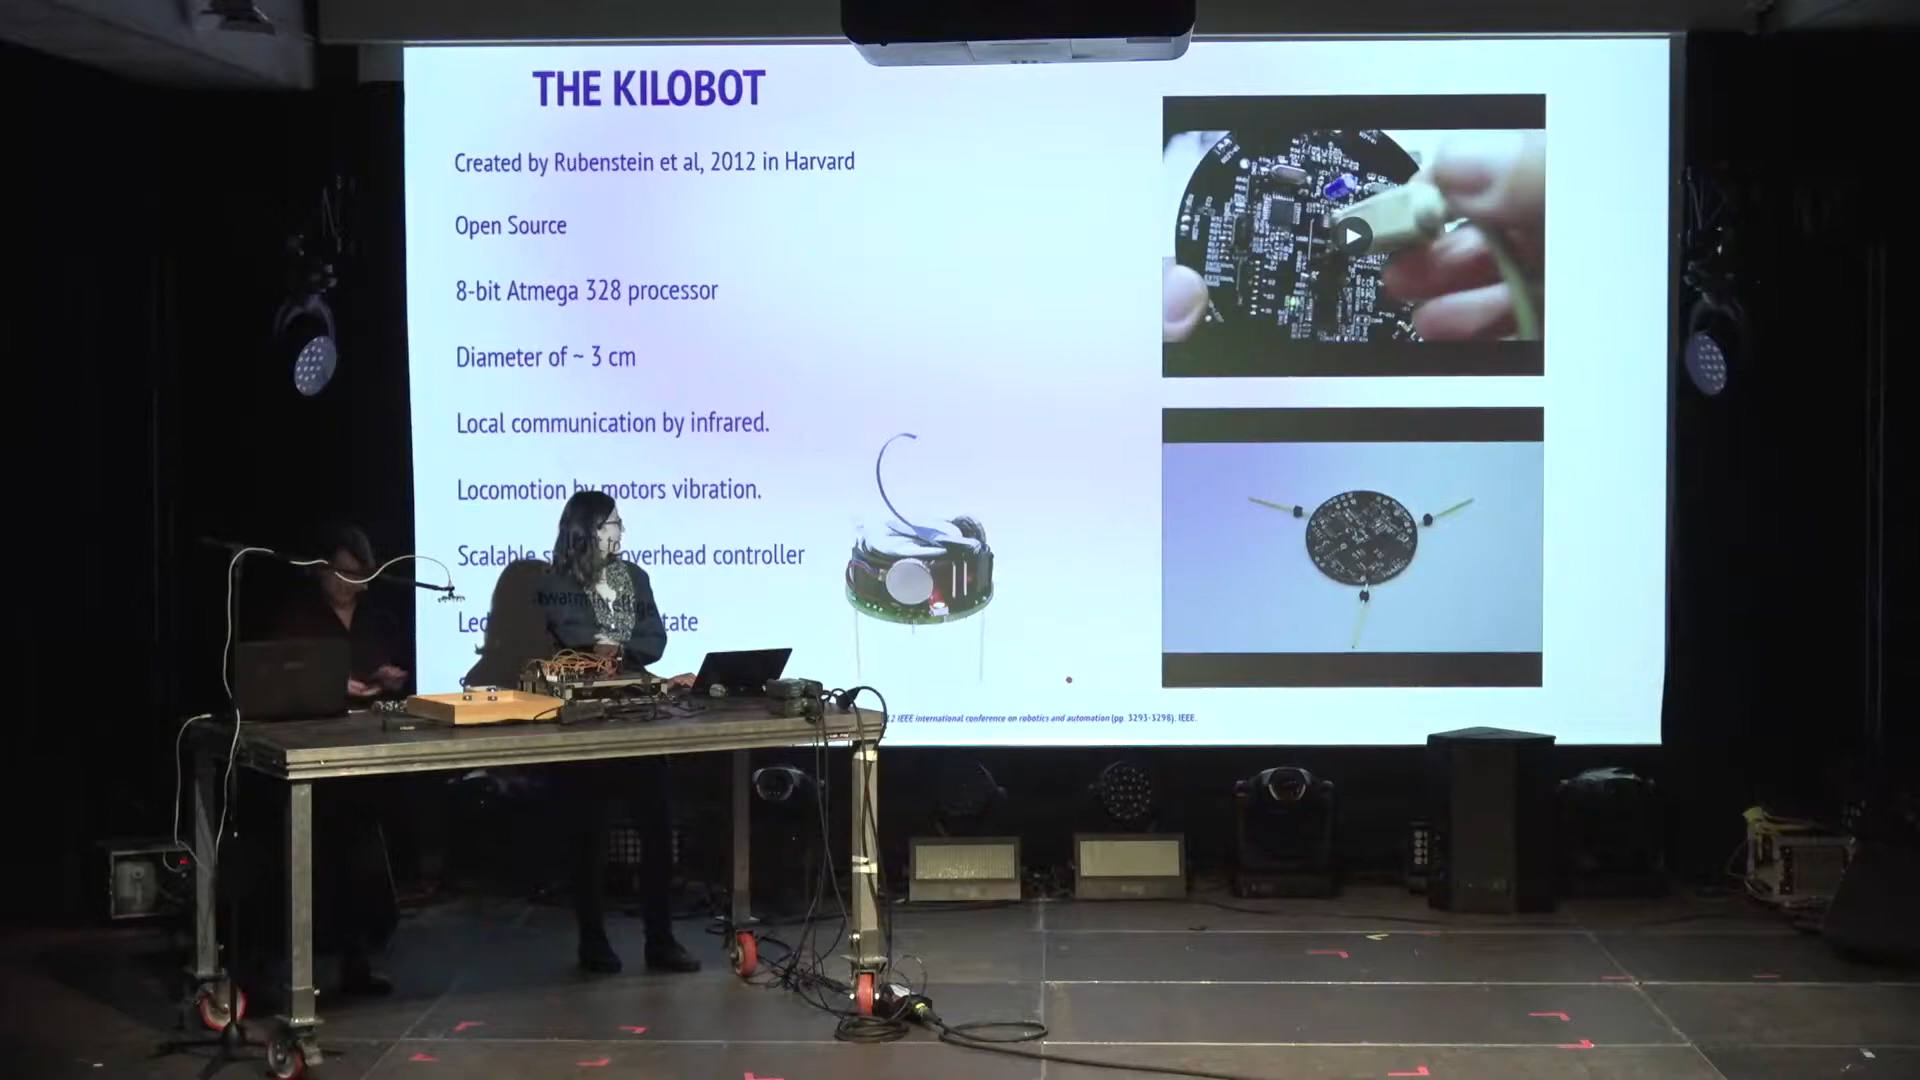 THE KILOBOT
Created by Rubenstein et al, 2012 in Harvard
Open Source
8-bit Atmega 328 processor
Diameter of ~ 3 cm
Local communication by infrared.
Locomotion by motors vibration.
Scalable overhead controller
Led
IEEE international conference on robotics and automation (pp. 3293-3298). IEEE.